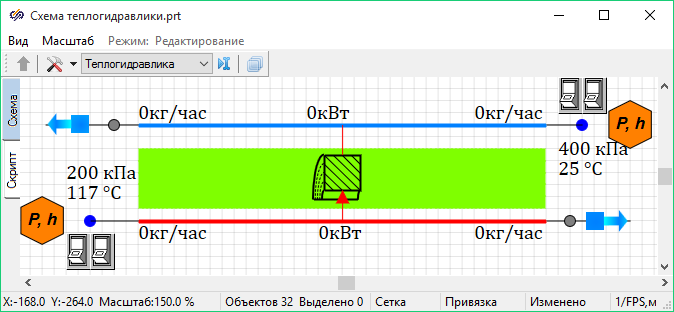 Схема теплогидравлики.prt
Вид Масштаб Режим: Редактирование
Теплогидравлика
Схема
Скрипт
0кг/час 0кВт 0кг/час
P, h
400 кПа
25 °C
200 кПа
117 °C
P, h
0кг/час 0кВт 0кг/час
X:-168.0 Y:-264.0 Масштаб:150.0 % Объектов 32 Выделено 0 Сетка Привязка Изменено 1/FPS,м